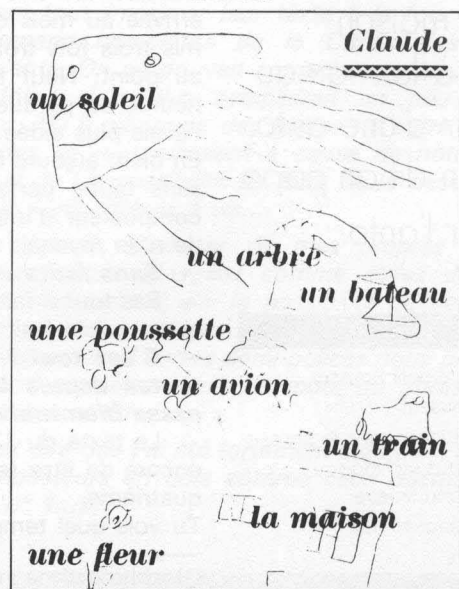 Claude
un soleil
un arbre
un bateau
une poussette
un avion
un train
la maison
une fleur